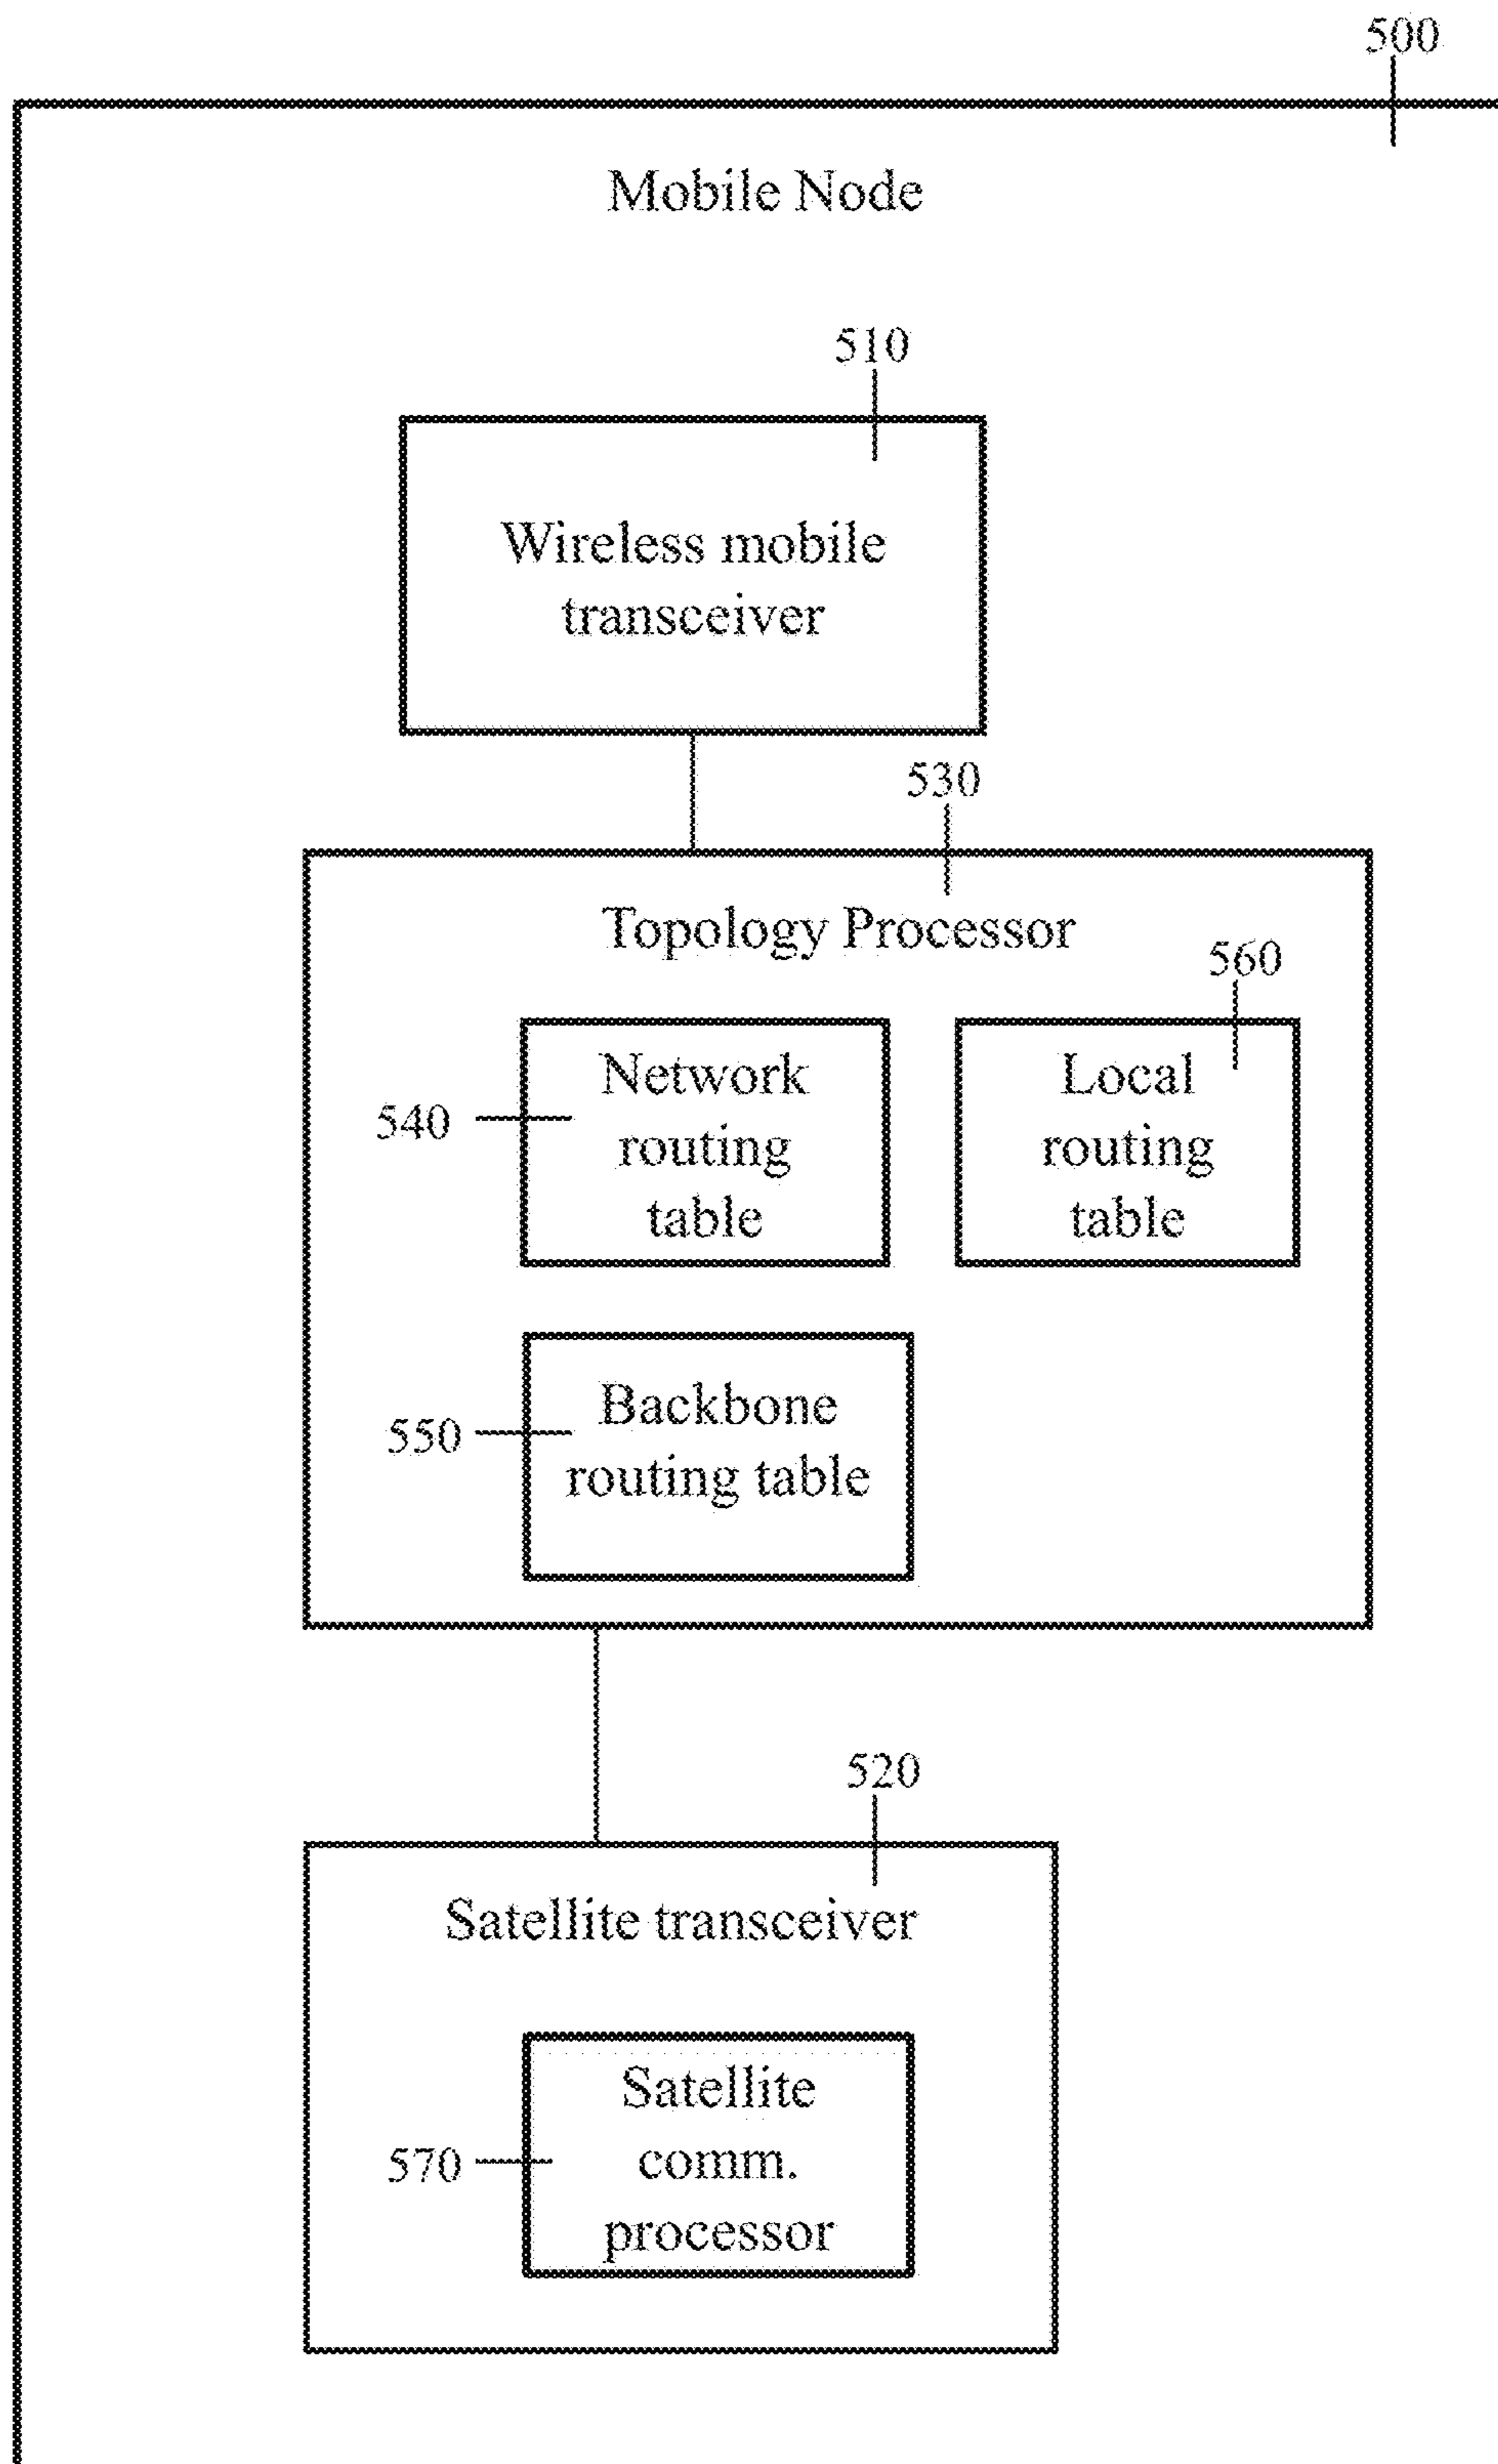 500
Mobile Node
510
Wireless mobile
transceiver
530
Topology Processor
560
540
Network
routing
table
Local
routing
table
550
Backbone
routing table
520
Satellite transceiver
570
Satellite
comm.
processor